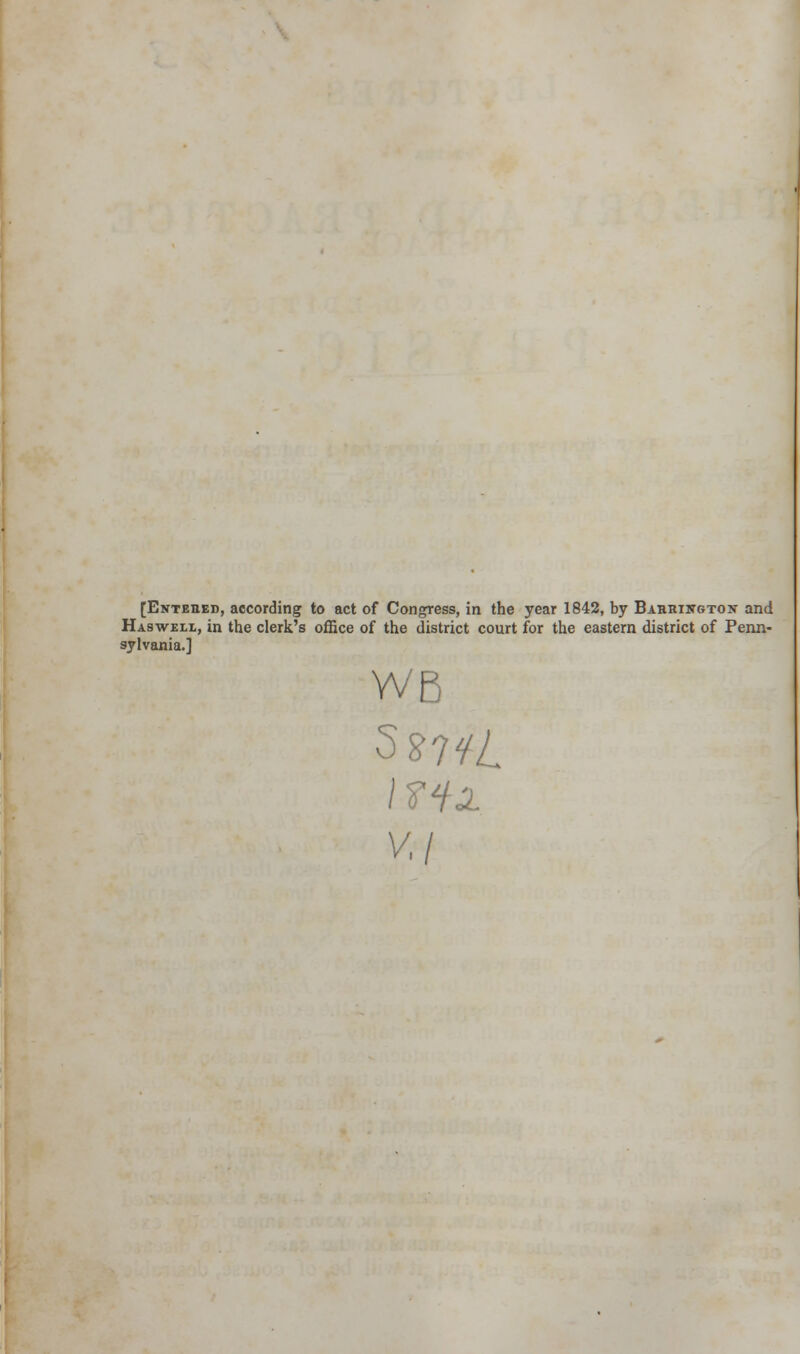 [Entered, according to act of Congress, in the year 1842, by Barrington and
Haswell, in the clerk's office of the district court for the eastern district of Penn-
sylvania.]
WB
S874L
1842
V.1